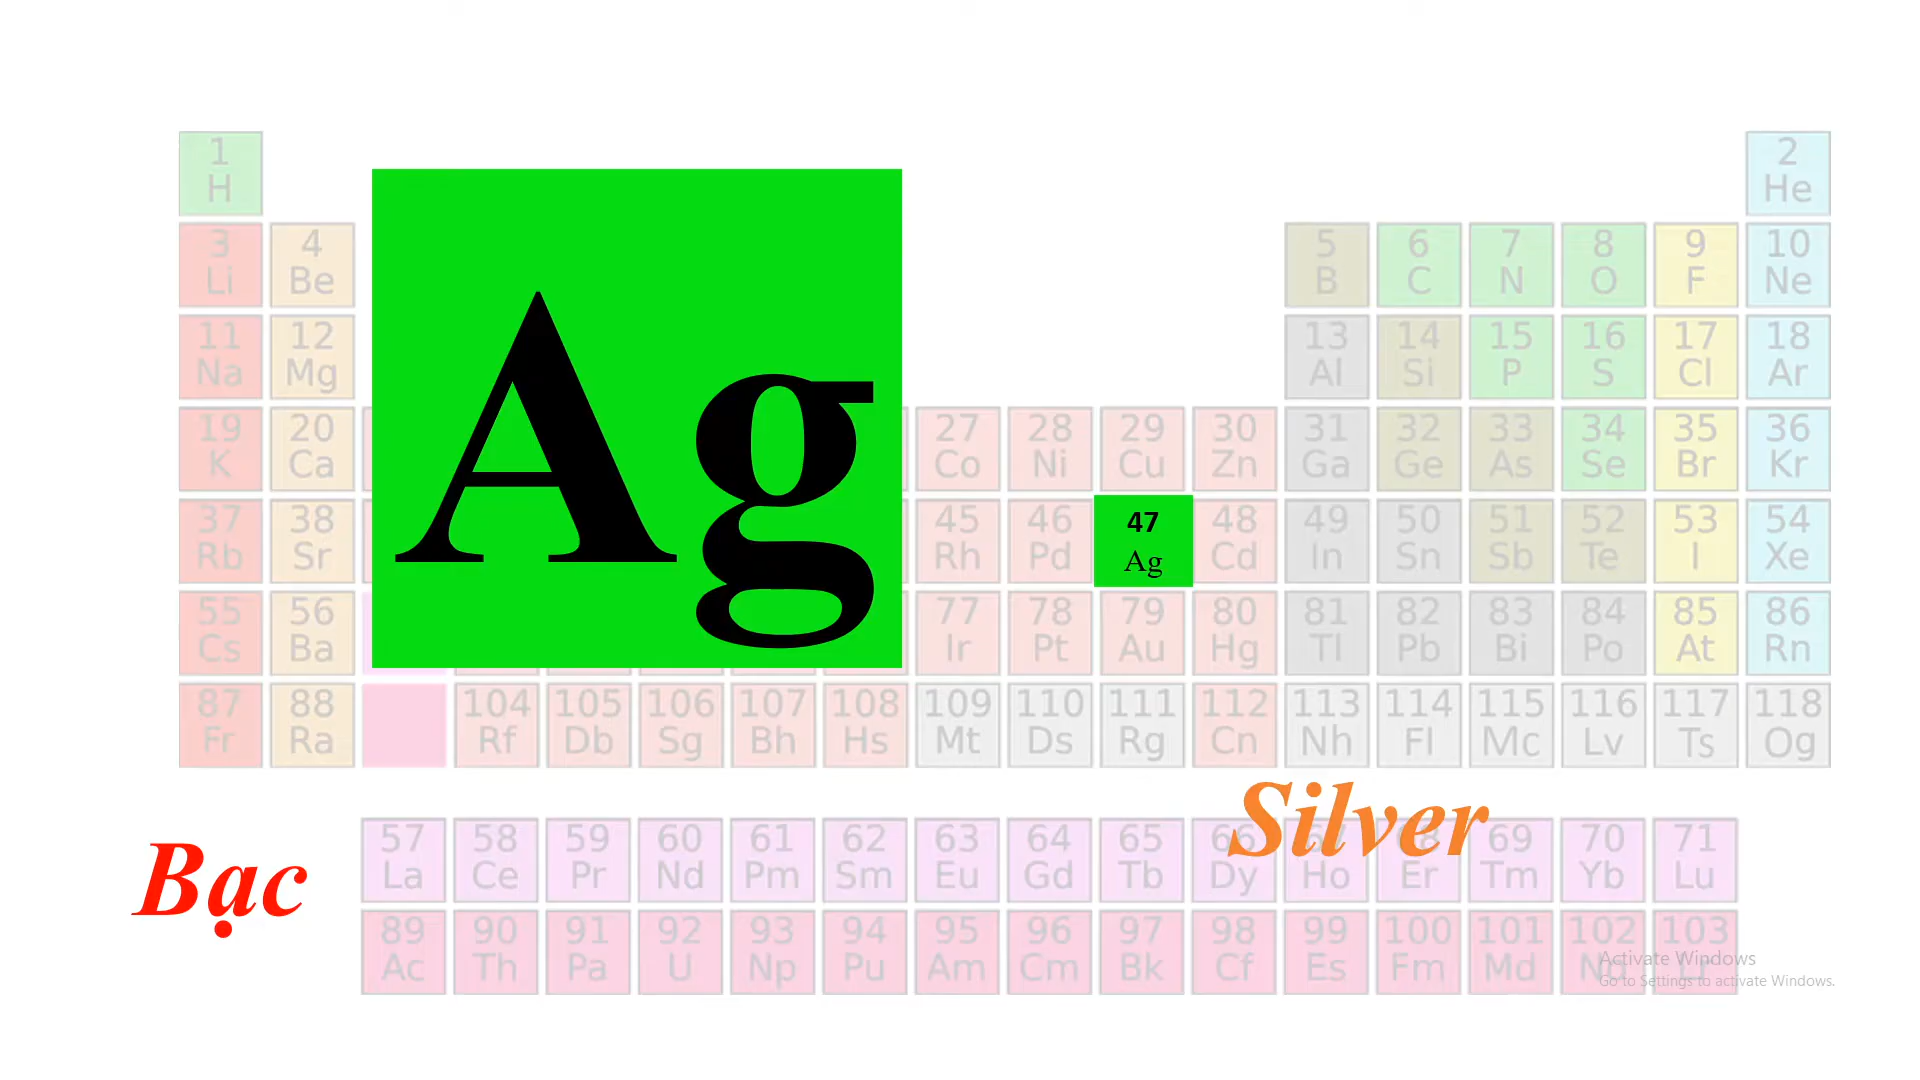 1 2
H He
3 4 5 6 7 8 9 10
Li Be B C N O F Ne
11 12 13 14 15 16 17 18
Na Mg Al Si P S Cl Ar
Ag
19 20 27 28 29 30 31 32 33 34 35 36
K Ca Co Ni Cu Zn Ga Ge As Se Br Kr
37 38 45 46 47 48 49 50 51 52 53 54
Rb Sr Rh Pd Ag Cd In Sn Sb Te I Xe
55 56 77 78 79 80 81 82 83 84 85 86
Cs Ba Ir Pt Au Hg Tl Pb Bi Po At Rn
87 88 104 105 106 107 108 109 110 111 112 113 114 115 116 117 118
Fr Ra Rf Db Sg Bh Hs Mt Ds Rg Cn Nh Fl Mc Lv Ts Og
Silver
57 58 59 60 61 62 63 64 65 66 69 70 71
La Ce Pr Nd Pm Sm Eu Gd Tb Dy Ho Er Tm Yb Lu
Bạc
89 90 91 92 93 94 95 96 97 98 99 100 101 102 103
Ac Th Pa U Np Pu Am Cm Bk Cf Es Fm Md
Activate Windows
Go to Settings to activate Windows.